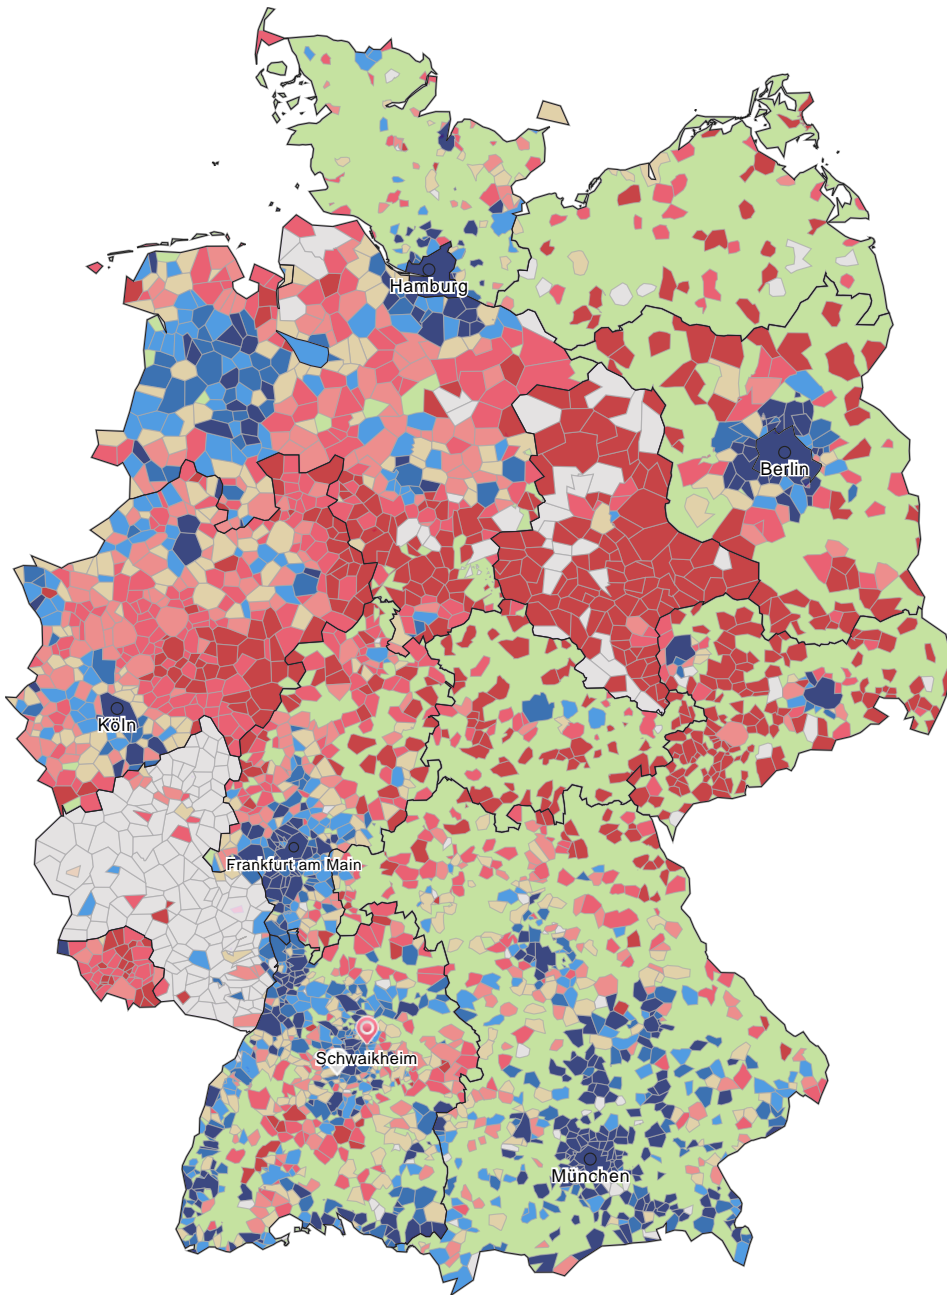 Hamburg
Berlin
Köln
Frankfurt am Main
Schwaikheim
München